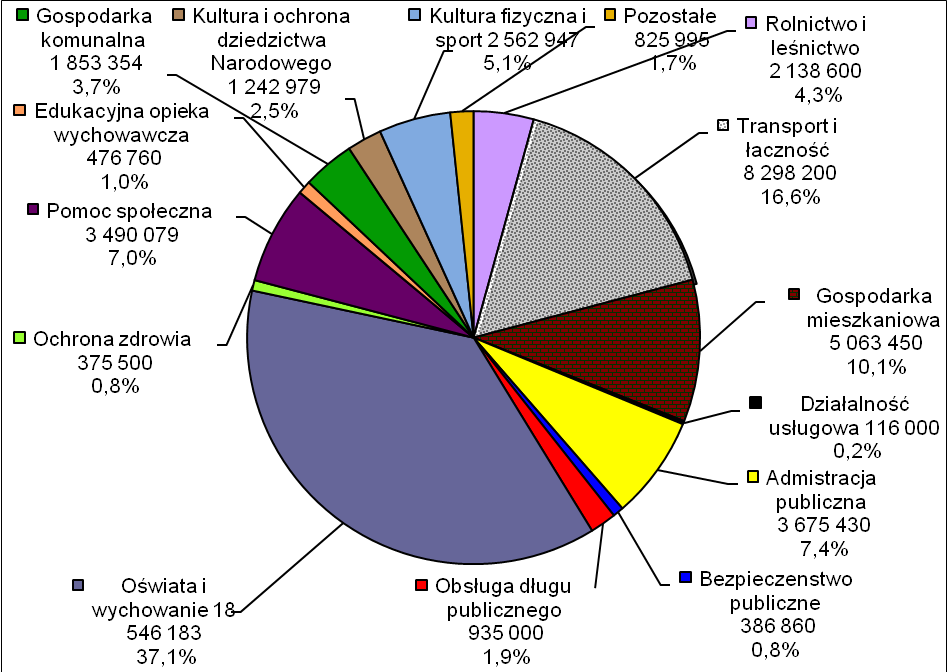 Gospodarka
komunalna
1 853 354
3,7%
Kultura i ochrona
dziedzictwa
Narodowego
1 242 979
2,5%
Kultura fizyczna i
sport 2 562 947
5,1%
Pozostałe
825 995
1,7%
Rolnictwo i
leśnictwo
2 138 600
4,3%
Edukacyjna opieka
wychowawcza
476 760
1,0%
Transport i
łaczność
8 298 200
16,6%
Pomoc społeczna
3 490 079
7,0%
Gospodarka
mieszkaniowa
5 063 450
10,1%
Ochrona zdrowia
375 500
0,8%
Działalność
usługowa 116 000
0,2%
Admistracja
publiczna
3 675 430
7,4%
Oświata i
wychowanie 18
546 183
37,1%
Obsługa długu
publicznego
935 000
1,9%
Bezpieczenstwo
publiczne
386 860
0,8%